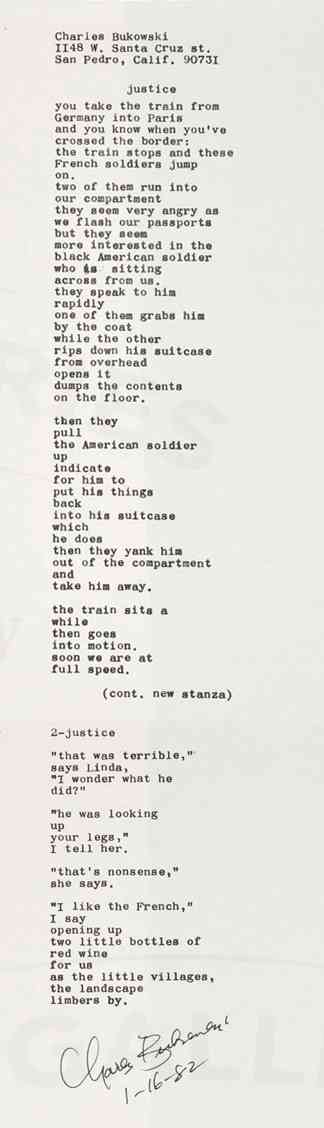 Charles Bukowski
1148 W. Santa Cruz st.
San Pedro, Calif. 90731
justice
you take the train from
Germany into Paris
and you know when you've
crossed the border:
the train stops and these
French soldiers jump
on.
two of them run into
our compartment
they seem very angry as
we flash our passports
but they seem
more interested in the
black American soldier
who is sitting
across from us.
they speak to him
rapidly
one of them grabs him
by the coat
while the other
rips down his suitcase
from overhead
opens it
dumps the contents
on the floor.
then they
pull
the American soldier
up
indicate
for him to
put his things
back
into his suitcase
which
he does
then they yank him
out of the compartment
and
take him away.
the train sits a
while
then goes
into motion.
soon we are at
full speed.
(cont. new stanza)
2-justice
"that was terrible,"
says Linda,
"I wonder what he
did?"
"he was looking
up
your legs,"
I tell her.
"that's nonsense,"
she says.
"I like the French,"
I say
opening up
two little bottles of
red wine
for us
as the little villages,
the landscape
limbers by.
Charles Bukowski
1-16-82